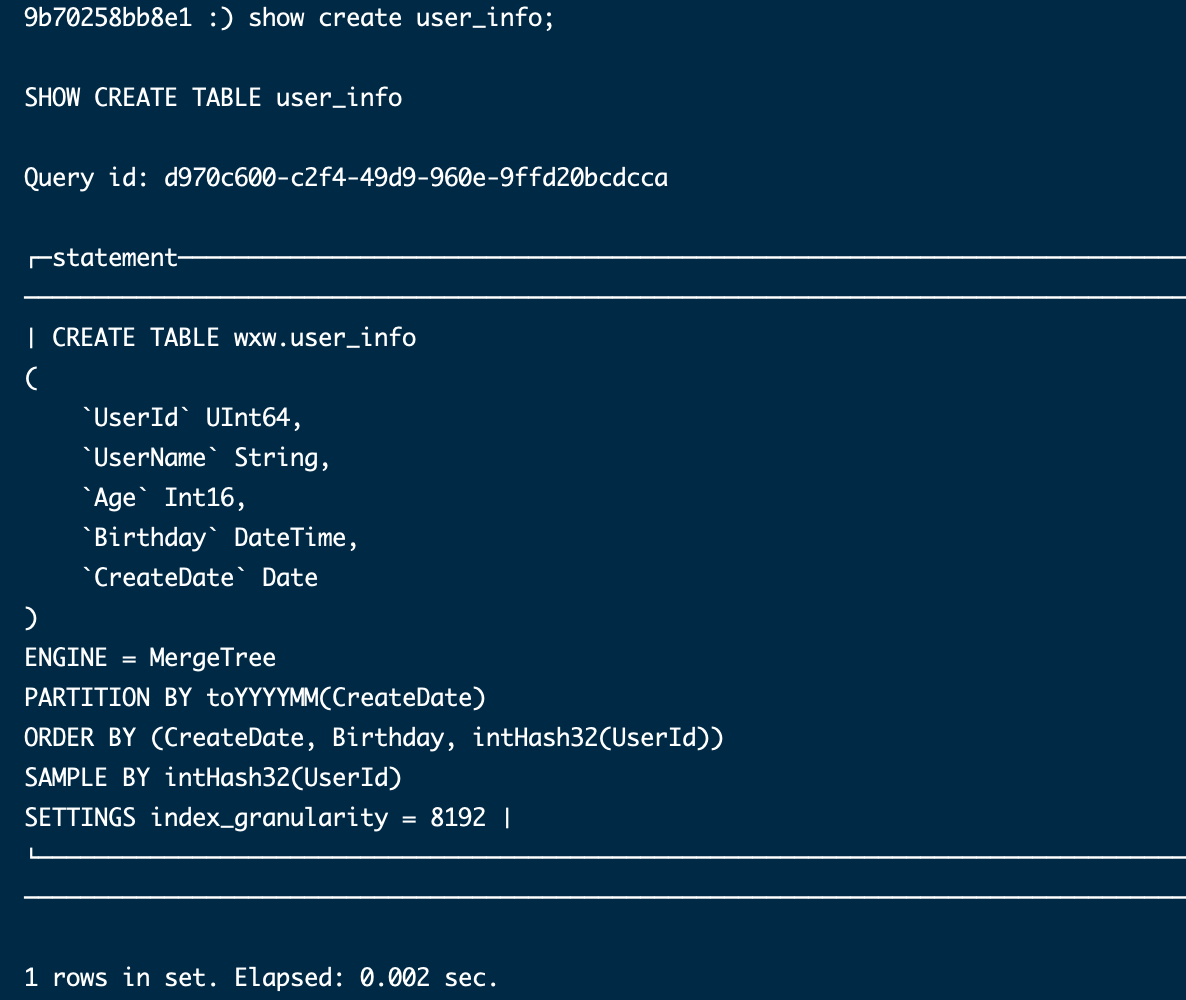 9b70258bb8e1 :) show create user_info;
SHOW CREATE TABLE user_info
Query id: d970c600-c2f4-49d9-960e-9ffd20bcdcca
┌─statement─
| CREATE TABLE wxw.user_info
(
    `UserId` UInt64,
    `UserName` String,
    `Age` Int16,
    `Birthday` DateTime,
    `CreateDate` Date
)
ENGINE = MergeTree
PARTITION BY toYYYYMM(CreateDate)
ORDER BY (CreateDate, Birthday, intHash32(UserId))
SAMPLE BY intHash32(UserId)
SETTINGS index_granularity = 8192 |
1 rows in set. Elapsed: 0.002 sec.